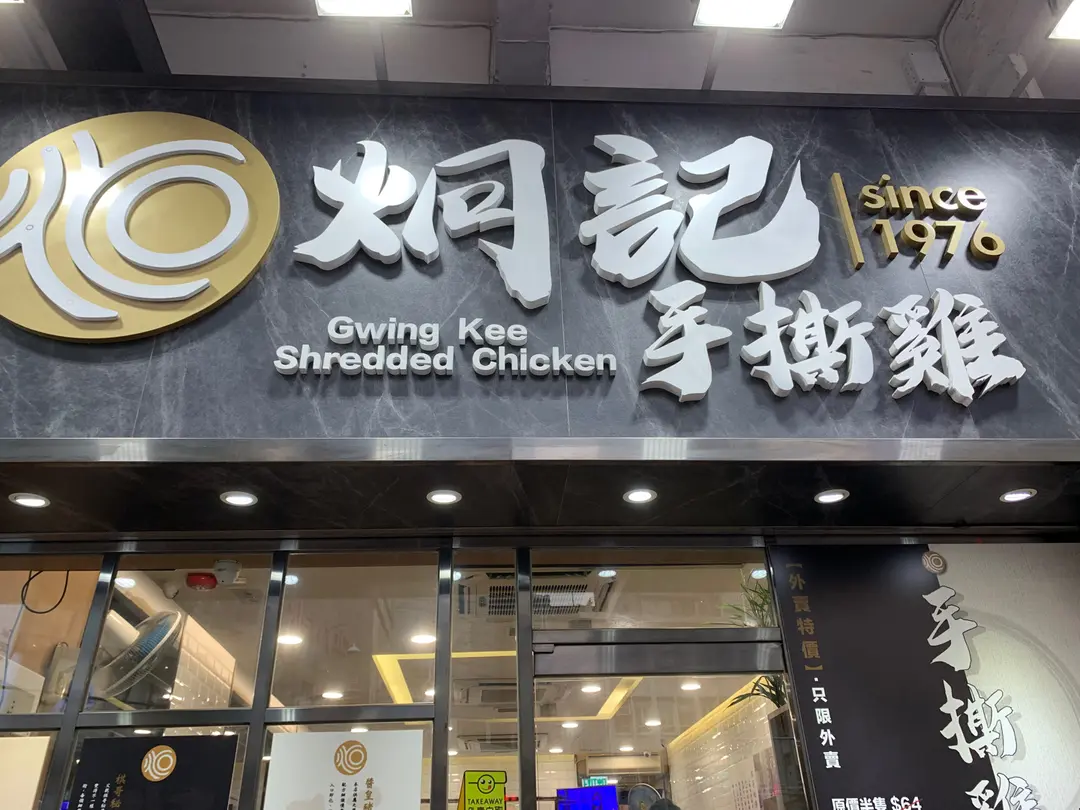 炯記
since
1976
Gwing Kee
Shredded Chicken
手撕雞
【外賣特價】·只限外賣
原價半隻 $64
手撕雞
TAKEAWAY